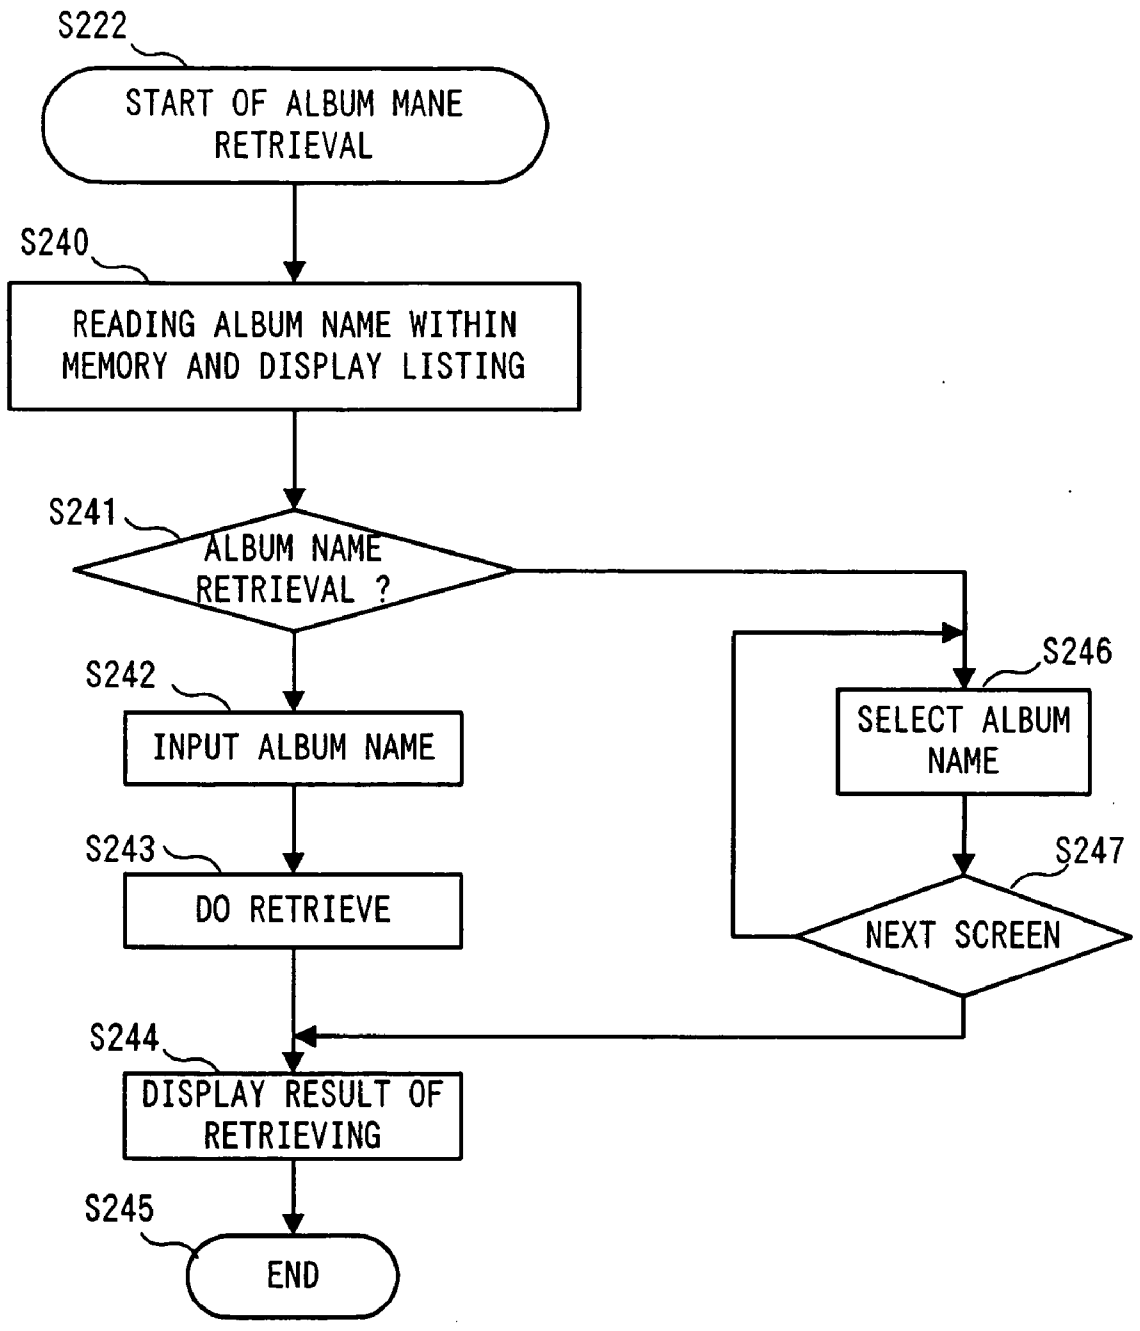 S222
START OF ALBUM MANE
RETRIEVAL
S240
READING ALBUM NAME WITHIN
MEMORY AND DISPLAY LISTING
S241
ALBUM NAME
RETRIEVAL ?
S242
INPUT ALBUM NAME
S243
DO RETRIEVE
S246
SELECT ALBUM
NAME
S247
NEXT SCREEN
S244
DISPLAY RESULT OF
RETRIEVING
S245
END